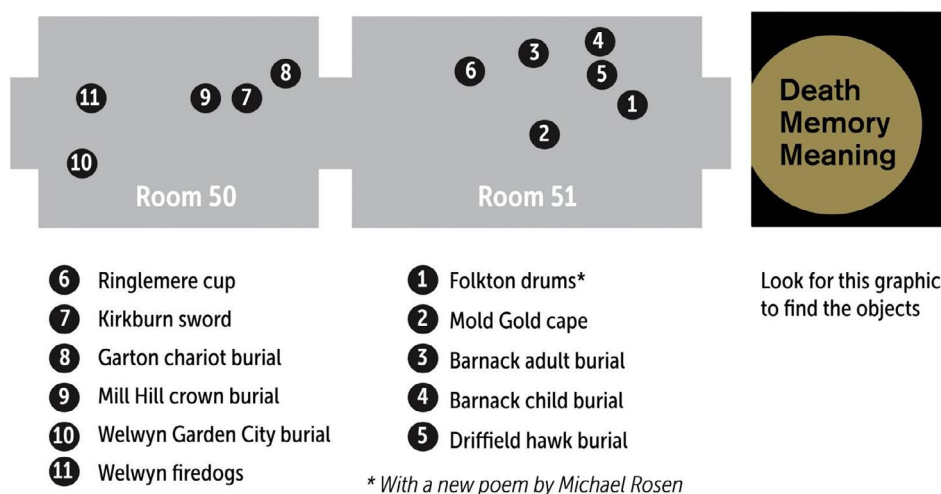 11
9
7
8
10
Room 50
6
3
4
5
1
2
Room 51
Death
Memory
Meaning
6 Ringlemere cup
7 Kirkburn sword
8 Garton chariot burial
9 Mill Hill crown burial
10 Welwyn Garden City burial
11 Welwyn firedogs
1 Folkton drums*
2 Mold Gold cape
3 Barnack adult burial
4 Barnack child burial
5 Driffield hawk burial
* With a new poem by Michael Rosen
Look for this graphic
to find the objects